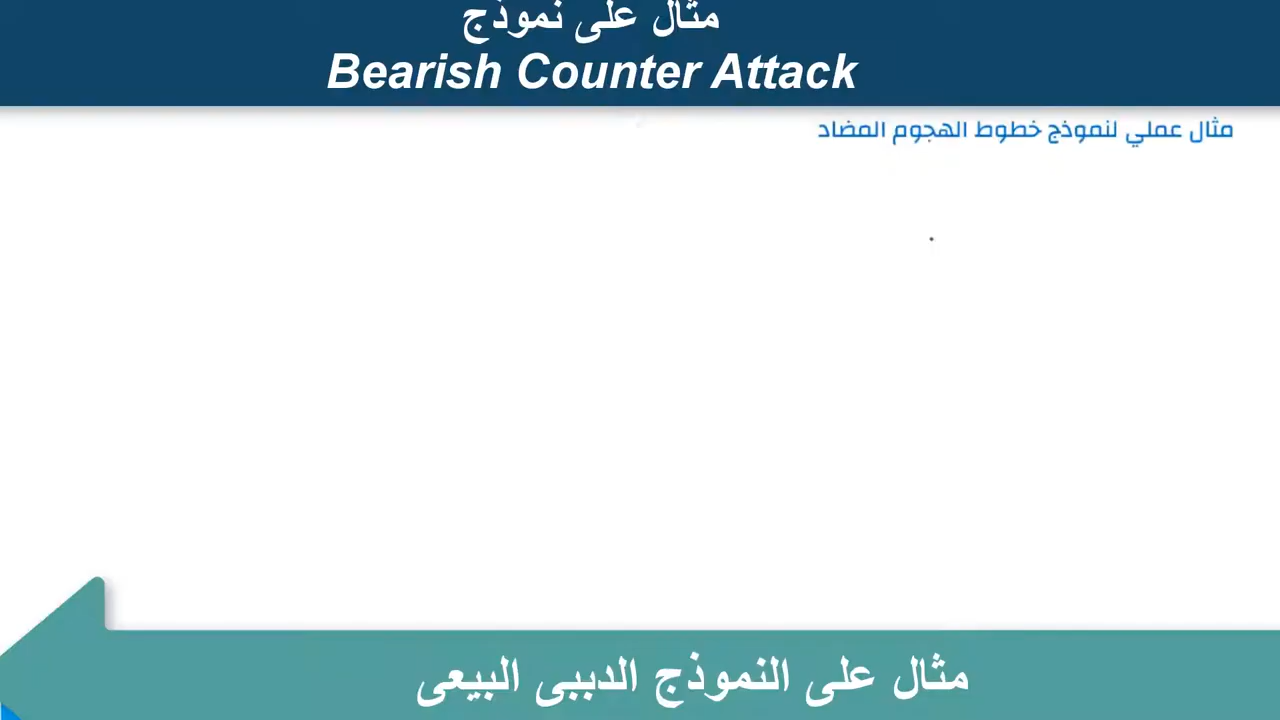 مثال على نموذج
Bearish Counter Attack
مثال عملي لنموذج خطوط الهجوم المضاد
مثال على النموذج الدببى البيعى